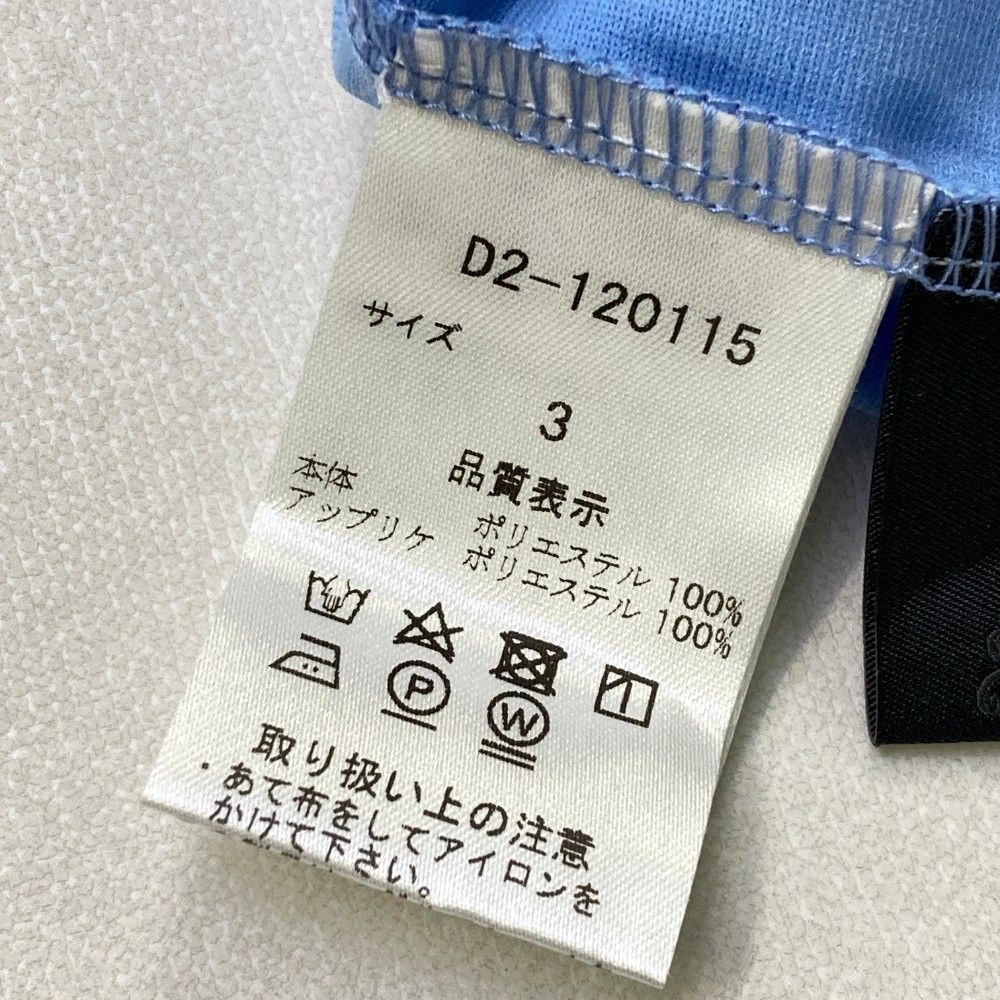 D2-120115
サイズ
3
品質表示
本体 ポリエステル 100%
アップリケ ポリエステル 100%
P
W
取り扱い上の注意
・あて布をしてアイロンを
かけて下さい。